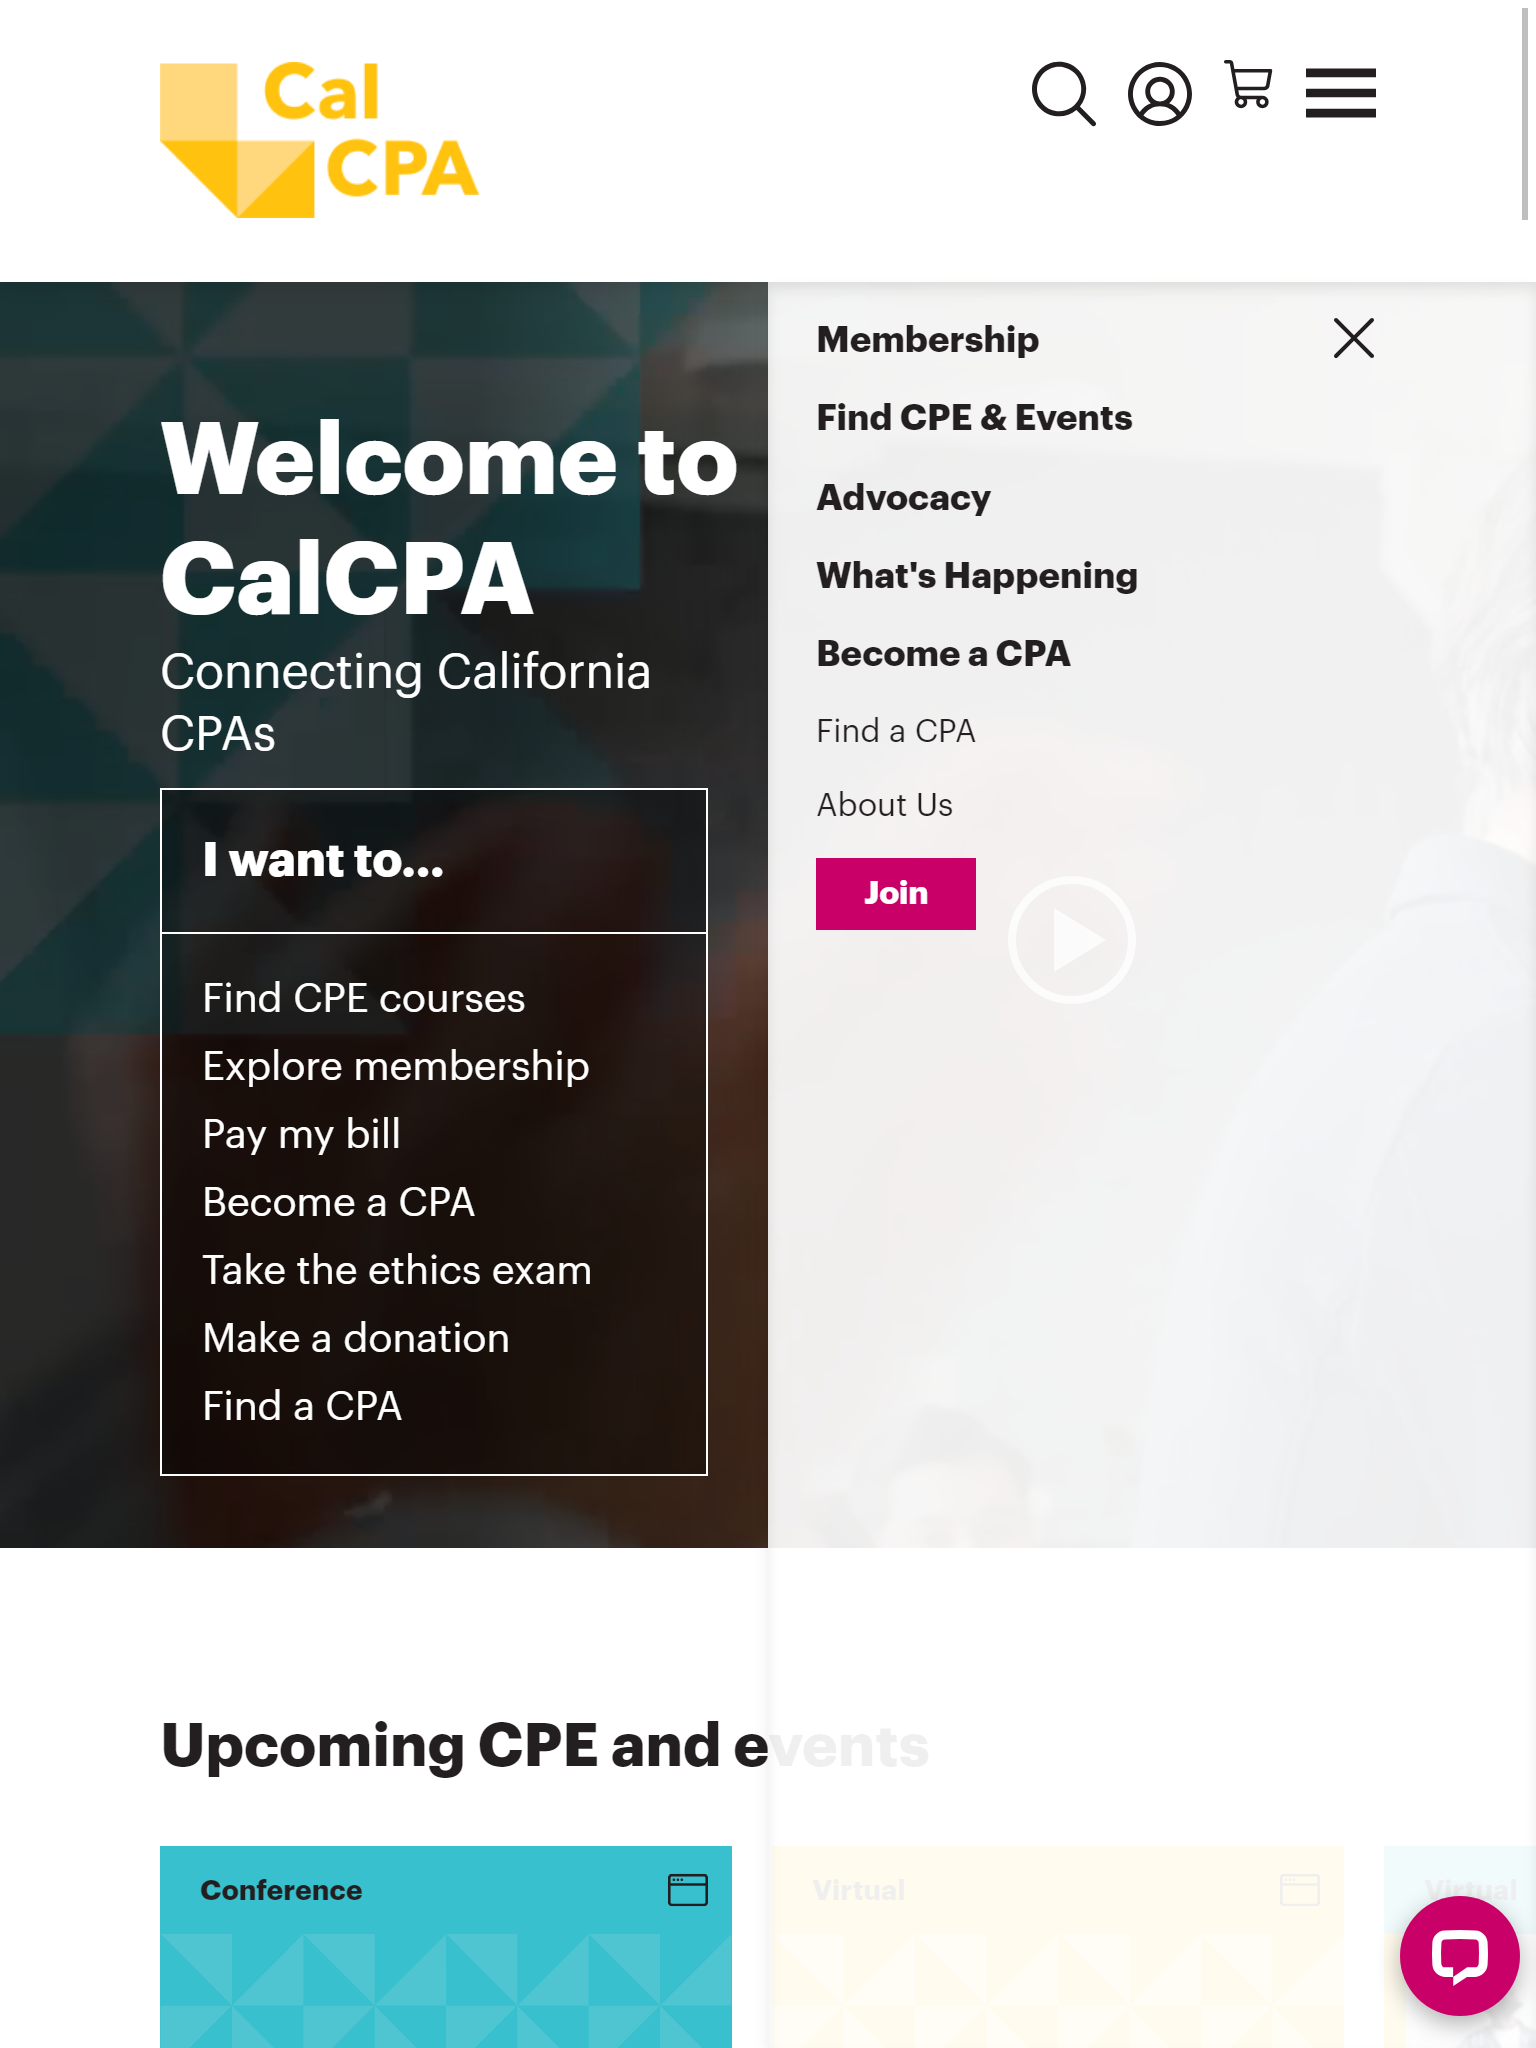 Cal
CPA
Welcome to
CalCPA
Connecting California
CPAs
I want to...
Find CPE courses
Explore membership
Pay my bill
Become a CPA
Take the ethics exam
Make a donation
Find a CPA
Membership
Find CPE & Events
Advocacy
What's Happening
Become a CPA
Find a CPA
About Us
Join
Upcoming CPE and events
Conference
Virtual
Virtual